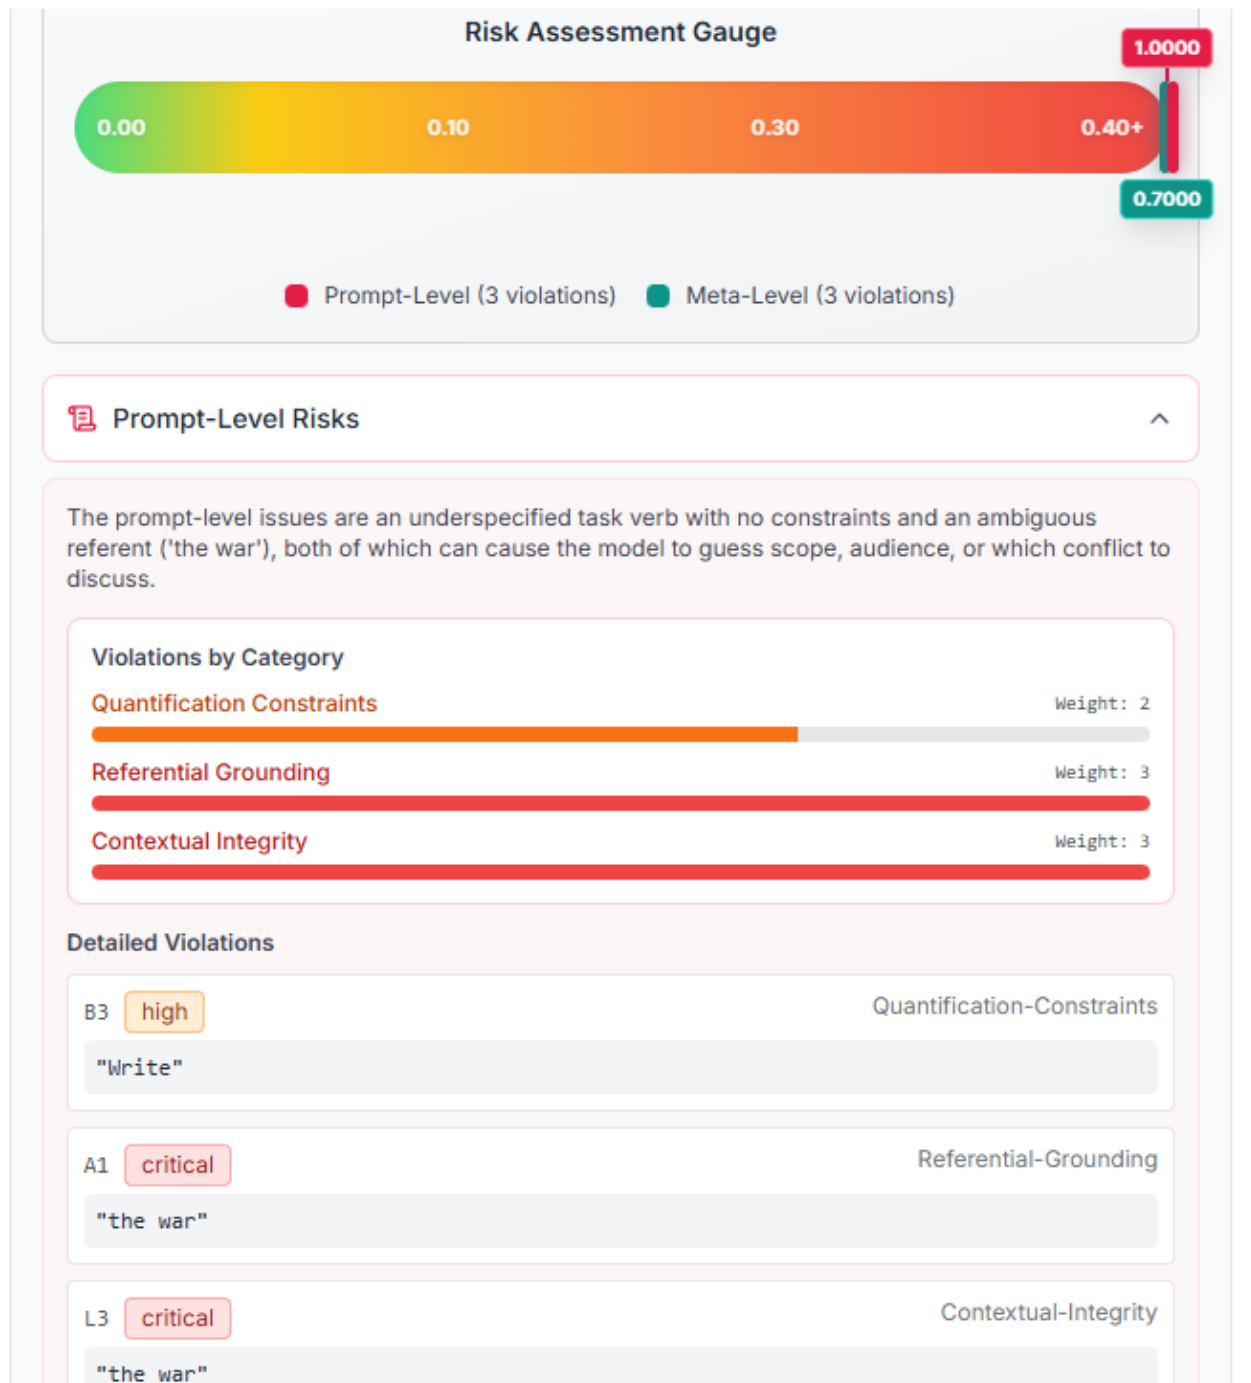 Risk Assessment Gauge
1.0000
0.00 0.10 0.30 0.40+
0.7000
Prompt-Level (3 violations) Meta-Level (3 violations)
Prompt-Level Risks
The prompt-level issues are an underspecified task verb with no constraints and an ambiguous
referent ('the war'), both of which can cause the model to guess scope, audience, or which conflict to
discuss.
Violations by Category
Quantification Constraints Weight: 2
Referential Grounding Weight: 3
Contextual Integrity Weight: 3
Detailed Violations
B3 high Quantification-Constraints
"Write"
A1 critical Referential-Grounding
"the war"
L3 critical Contextual-Integrity
"the war"